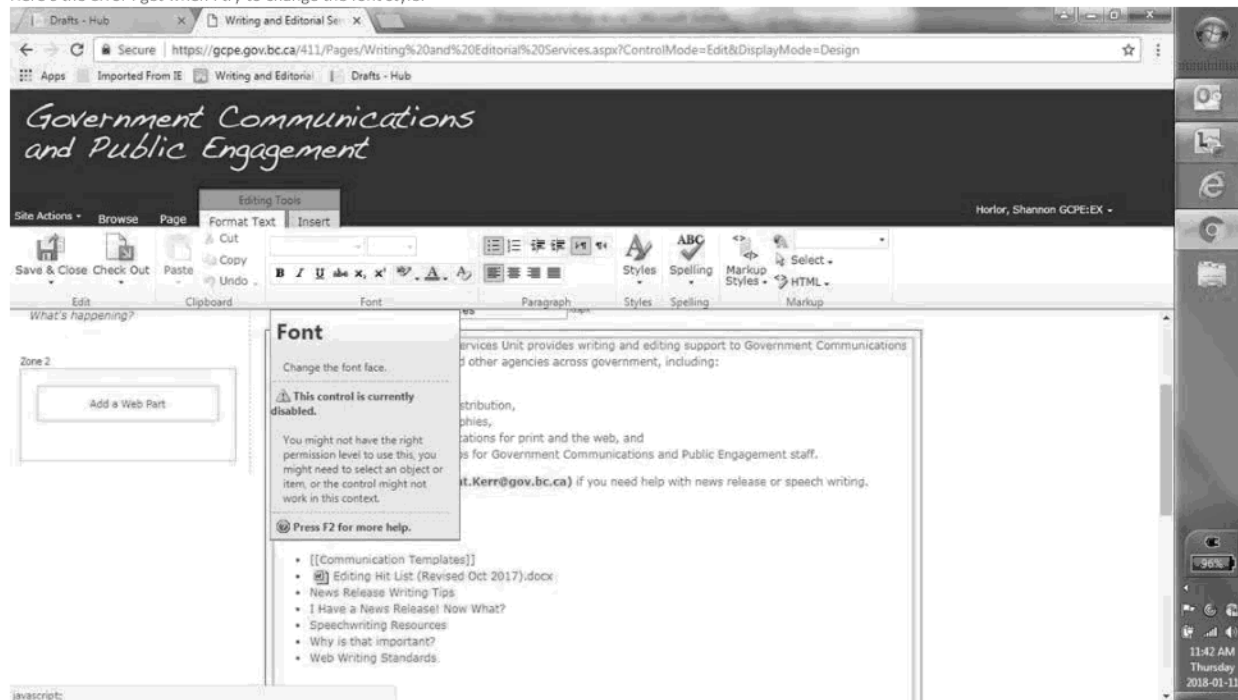 Here's the error I get when I try to change the font style:
Drafts - Hub
Writing and Editorial Ser
Secure https://gcpe.gov.bc.ca/411/Pages/Writing%20and%20Editorial%20Services.aspx?ControlMode=Edit&DisplayMode=Design
Apps Imported From IE Writing and Editorial Drafts - Hub
Government Communications
and Public Engagement
Editing Tools
Site Actions Browse Page Format Text Insert
Horlor, Shannon GCPE:EX
Save & Close Check Out Paste Cut Copy Undo
B I U abc x, x' A A
Styles ABC Spelling Markup Styles Select HTML
Edit Clipboard Font Paragraph Styles Spelling Markup
What's happening?
Zone 2
Add a Web Part
Font
Change the font face.
This control is currently
disabled.
You might not have the right
permission level to use this, you
might need to select an object or
item, or the control might not
work in this context.
Press F2 for more help.
ervices Unit provides writing and editing support to Government Communications
d other agencies across government, including:
stribution,
phies,
cations for print and the web, and
s for Government Communications and Public Engagement staff.
t.Kerr@gov.bc.ca) if you need help with news release or speech writing.
• [[Communication Templates]]
• Editing Hit List (Revised Oct 2017).docx
• News Release Writing Tips
• I Have a News Release! Now What?
• Speechwriting Resources
• Why is that important?
• Web Writing Standards
javascript:
96%
11:42 AM
Thursday
2018-01-11